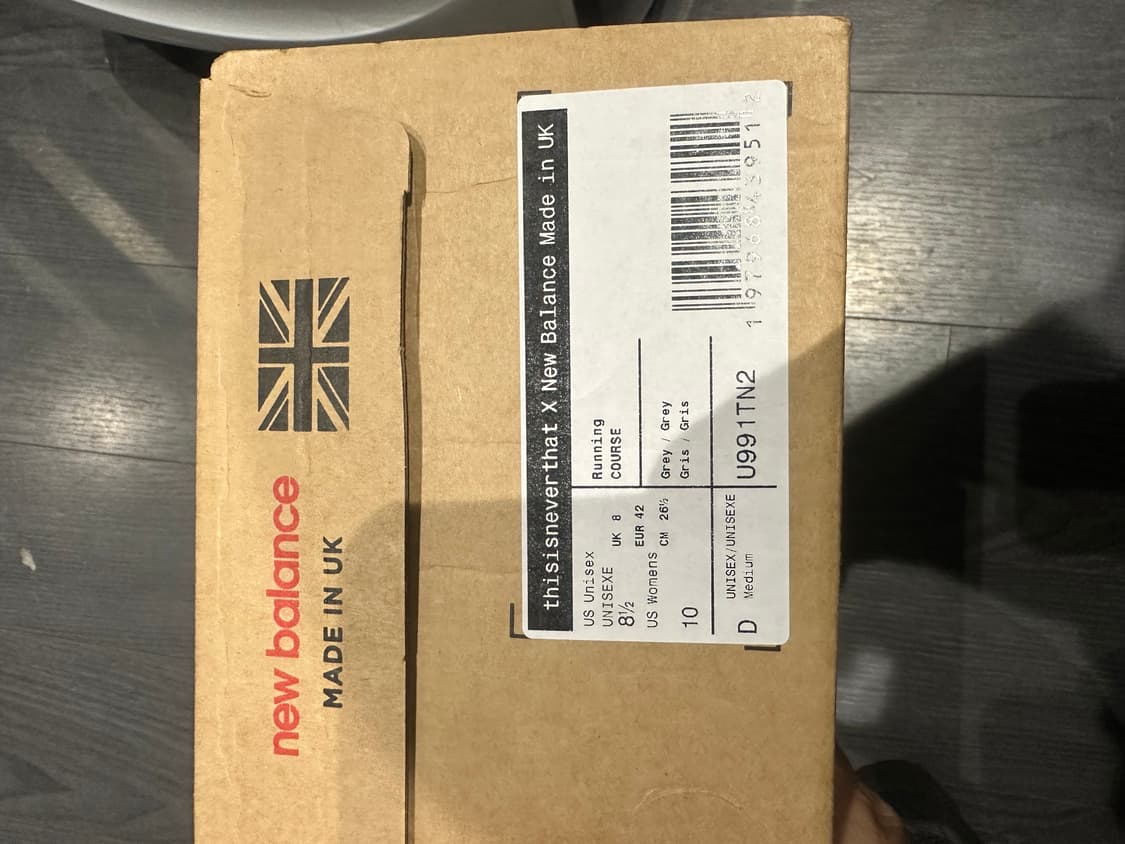 new balance
MADE IN UK
thisisneverthat X New Balance Made in UK
US Unisex
UNISEXE
8½
UK 8
EUR 42
US Womens
CM 26½
10
Running
COURSE
Grey / Grey
Gris / Gris
D
UNISEX/UNISEXE
Medium
U991TN2